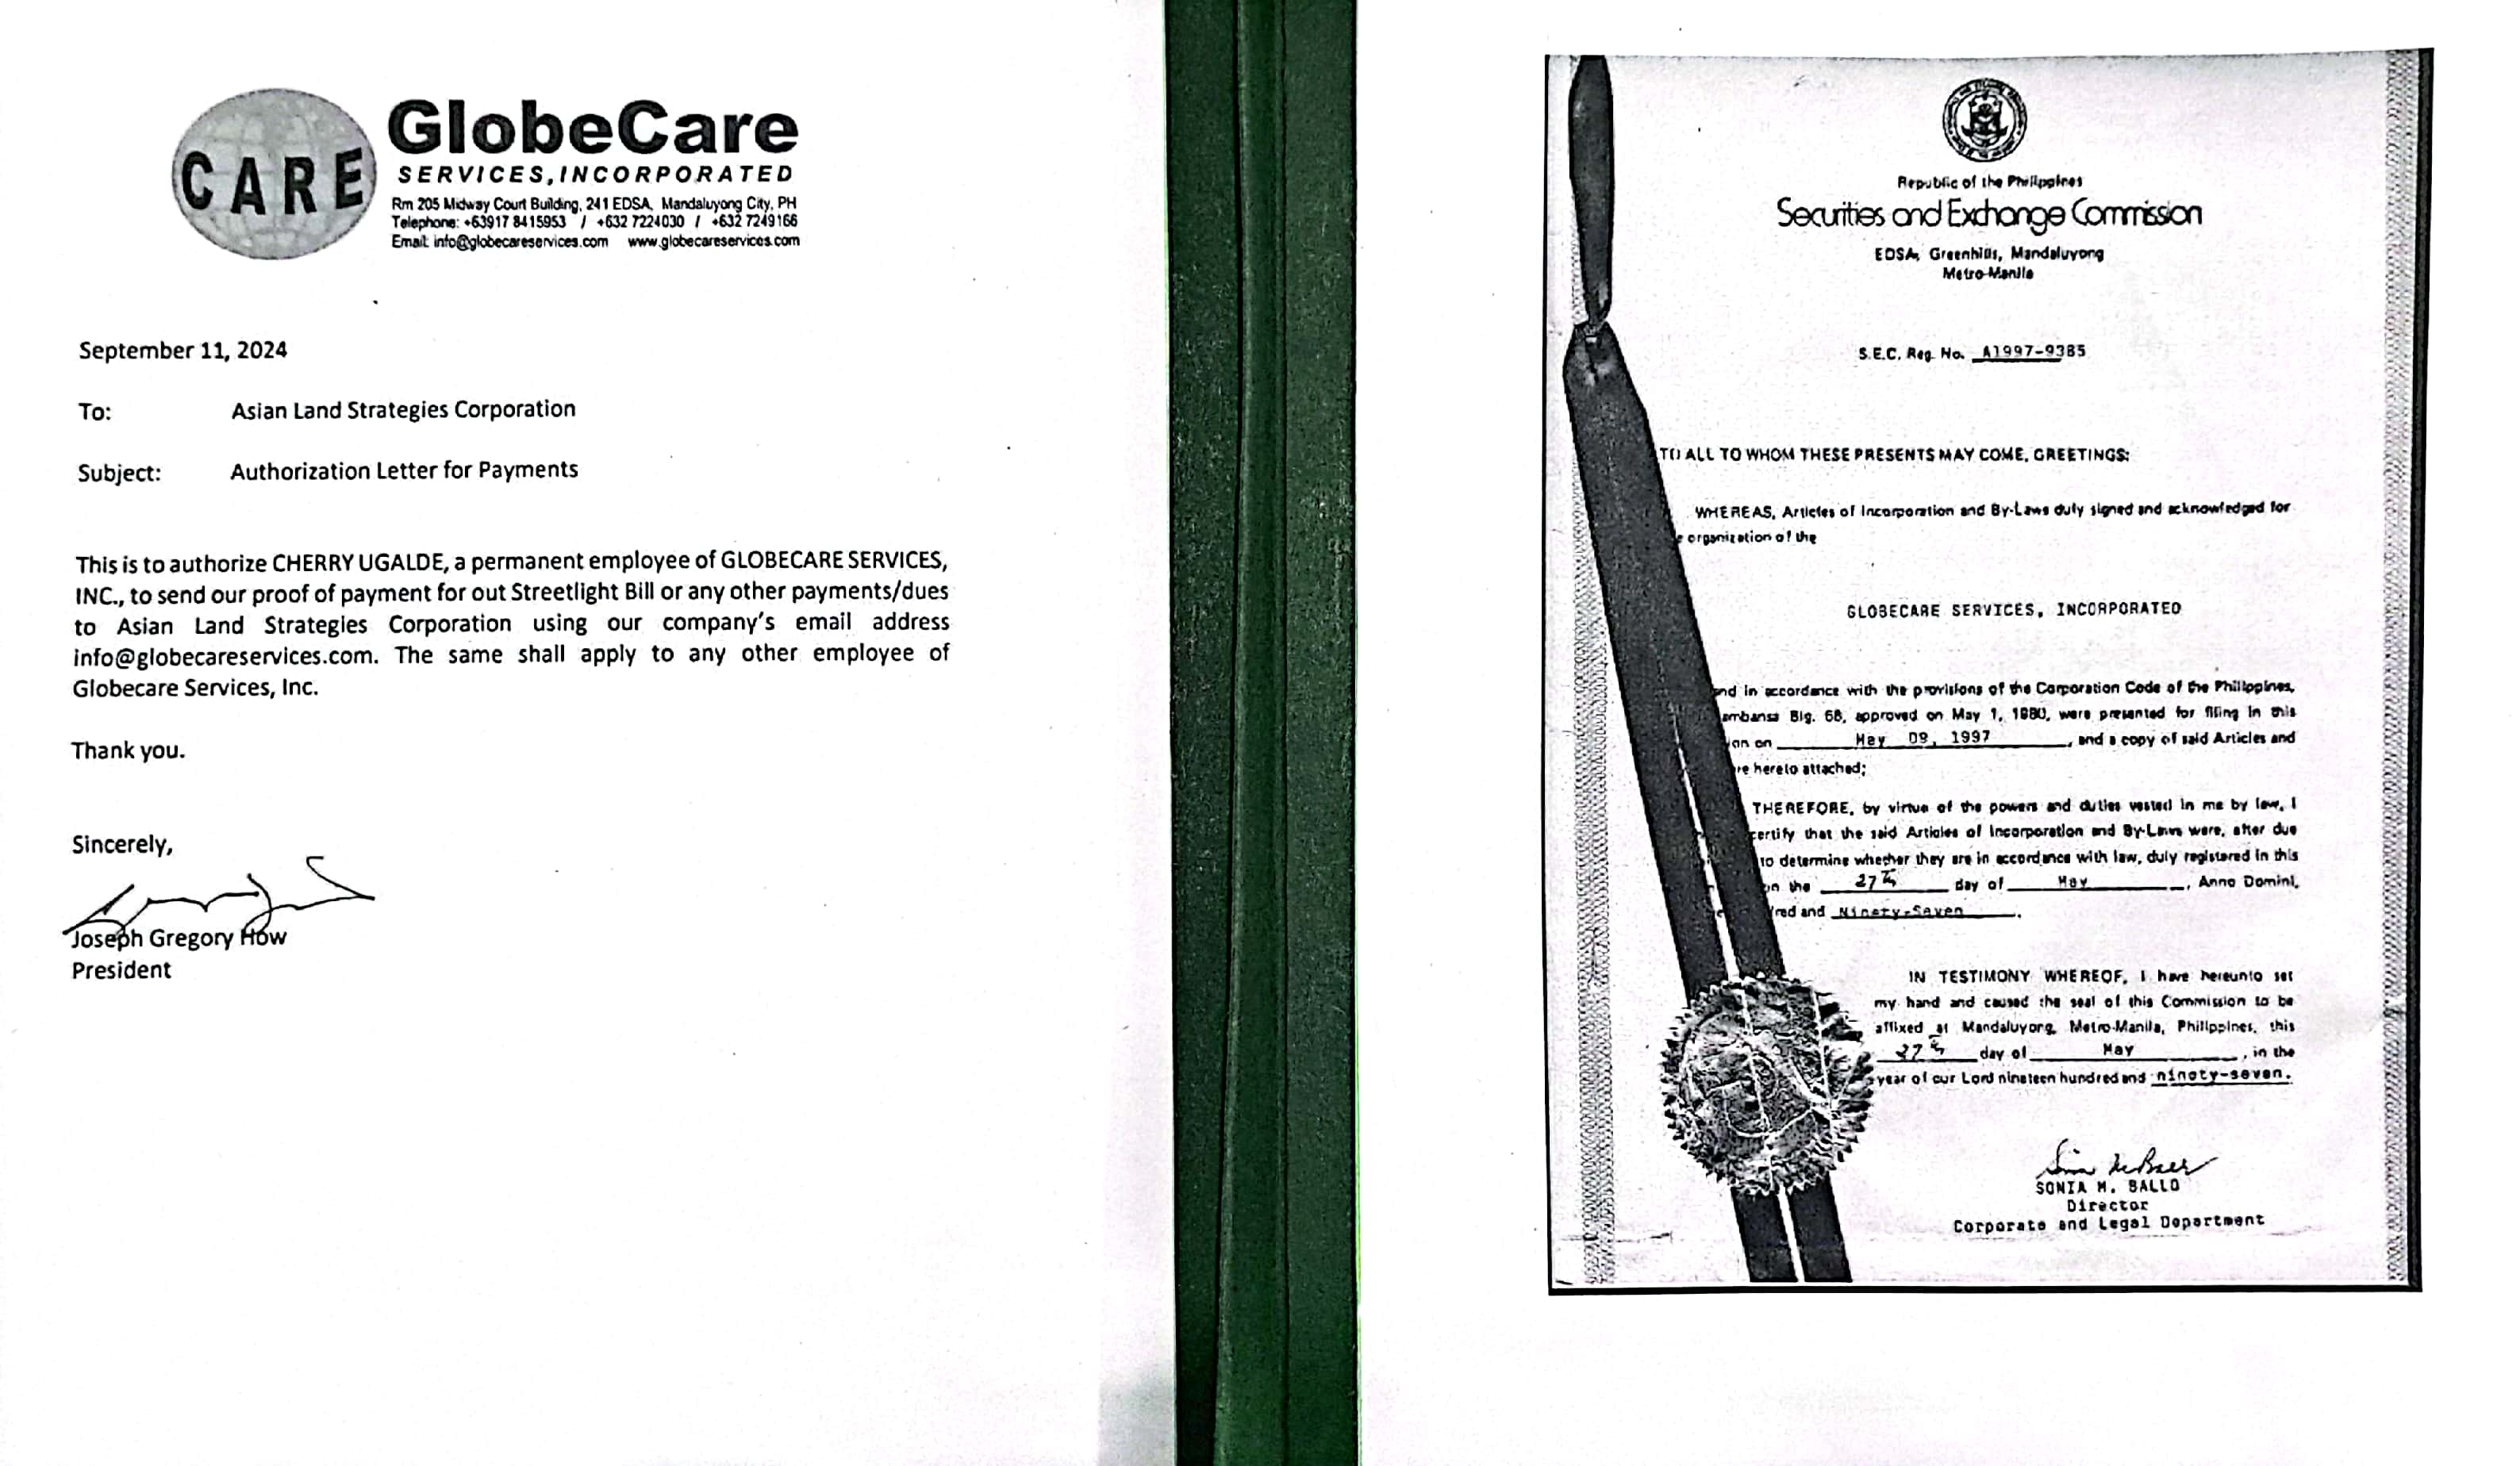 CARE
GlobeCare
SERVICES, INCORPORATED
Rm 205 Midway Court Building, 241 EDSA, Mandaluyong City, PH
Telephone: +63917 8415953 / +632 7224030 / +632 7249166
Email: info@globecareservices.com www.globecareservices.com
September 11, 2024
To: Asian Land Strategies Corporation
Subject: Authorization Letter for Payments
This is to authorize CHERRY UGALDE, a permanent employee of GLOBECARE SERVICES,
INC., to send our proof of payment for out Streetlight Bill or any other payments/dues
to Asian Land Strategies Corporation using our company's email address
info@globecareservices.com. The same shall apply to any other employee of
Globecare Services, Inc.
Thank you.
Sincerely,
Joseph Gregory How
President
Republic of the Philippines
Securities and Exchange Commission
EDSA, Greenhills, Mandaluyong
Metro-Manila
S.E.C. Reg. No. A1997-9385
TO ALL TO WHOM THESE PRESENTS MAY COME, GREETINGS:
WHEREAS, Articles of Incorporation and By-Laws duly signed and acknowledged for
e organization of the
GLOBECARE SERVICES, INCORPORATED
nd in accordance with the provisions of the Corporation Code of the Philippines,
ambansa Blg. 68, approved on May 1, 1980, were presented for filing in this
on on May 09, 1997, and a copy of said Articles and
re hereto attached;
THEREFORE, by virtue of the powers and duties vested in me by law, I
certify that the said Articles of Incorporation and By-Laws were, after due
to determine whether they are in accordance with law, duly registered in this
on the 27th day of May, Anno Domini,
red and Ninety-Seven.
IN TESTIMONY WHEREOF, I have hereunto set
my hand and caused the seal of this Commission to be
affixed at Mandaluyong, Metro-Manila, Philippines, this
27th day of May, in the
year of our Lord nineteen hundred and ninety-seven.
SONIA M. BALLO
Director
Corporate and Legal Department